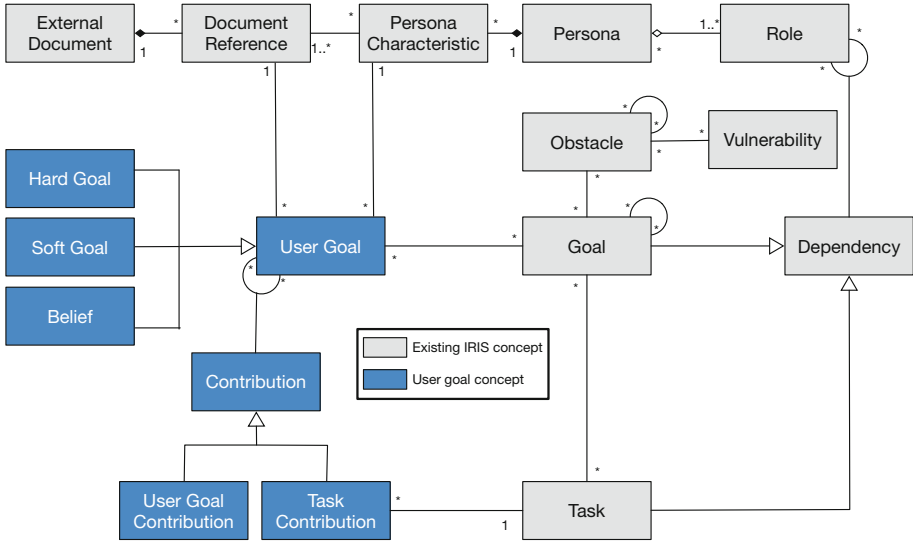 External
Document
1
*
Document
Reference
1..*
*
Persona
Characteristic
*
1
Persona
*
1..*
Role
*
*
1
1
*
*
Obstacle
*
*
*
Vulnerability
*
Hard Goal
Soft Goal
Belief
*
*
User Goal
*
*
*
*
*
Goal
*
*
*
Dependency
Existing IRIS concept
User goal concept
Contribution
User Goal
Contribution
Task
Contribution
*
1
*
Task